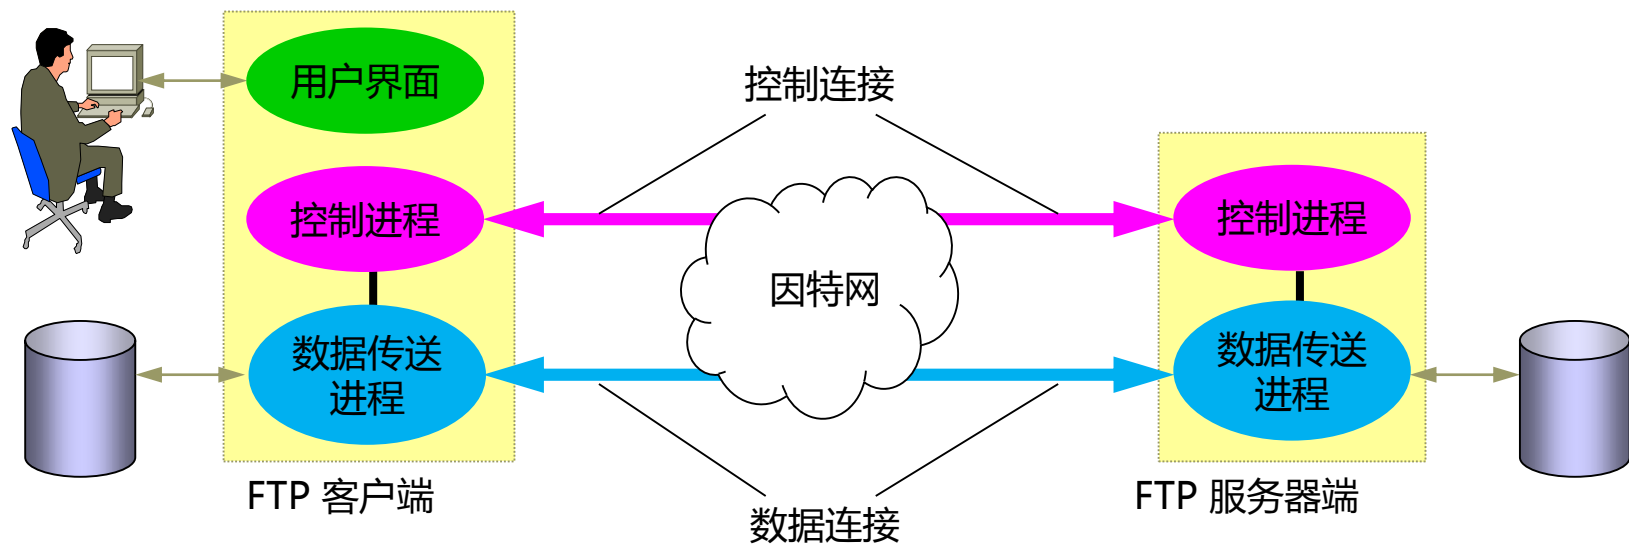 用户界面
控制连接
控制进程
控制进程
因特网
数据传送
进程
数据传送
进程
FTP 客户端
FTP 服务器端
数据连接